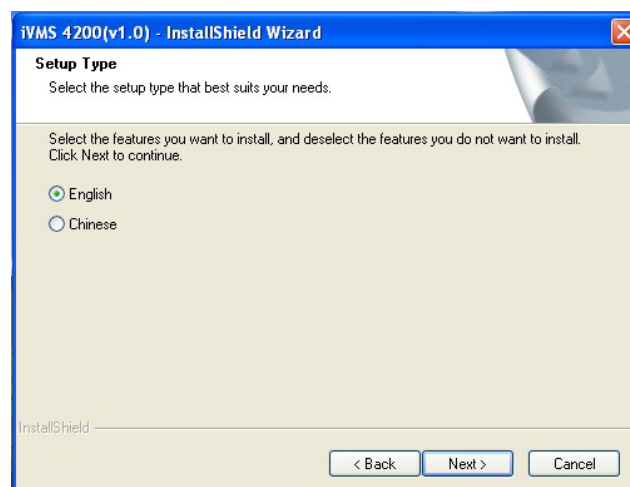 iVMS 4200(v1.0) - InstallShield Wizard
Setup Type
Select the setup type that best suits your needs.
Select the features you want to install, and deselect the features you do not want to install.
Click Next to continue.
English
Chinese
InstallShield
< Back Next > Cancel